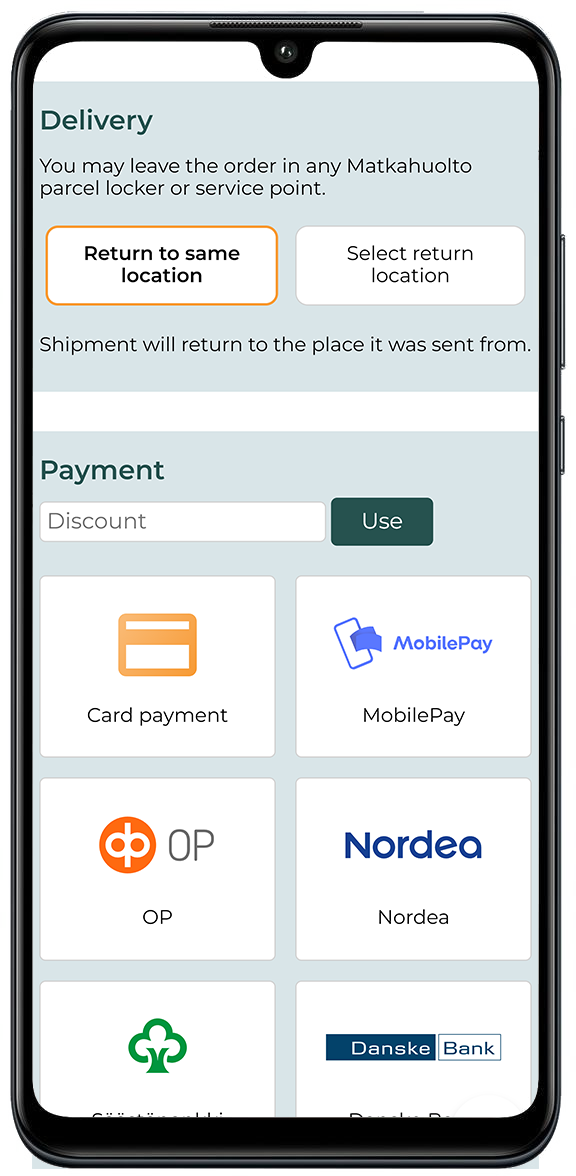 Delivery
You may leave the order in any Matkahuolto
parcel locker or service point.
Return to same
location
Select return
location
Shipment will return to the place it was sent from.
Payment
Discount
Use
MobilePay
Card payment
MobilePay
OP
Nordea
OP
Nordea
Danske Bank